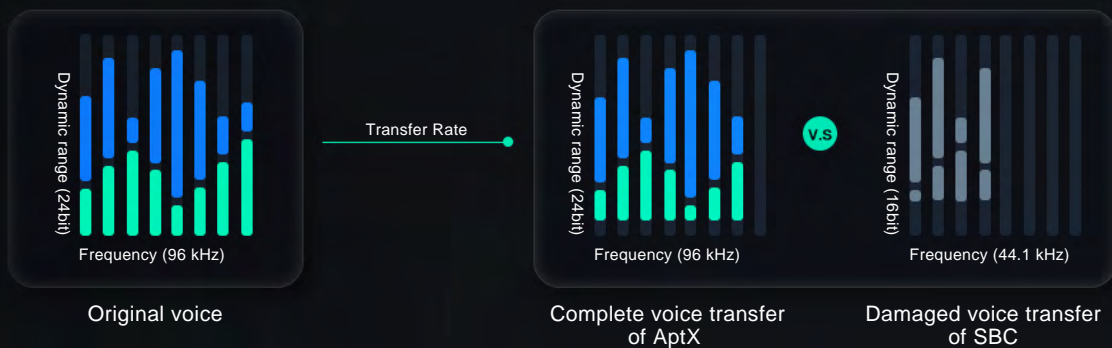 Dynamic range (24bit)
Frequency (96 kHz)
Original voice
Transfer Rate
Dynamic range (24bit)
Frequency (96 kHz)
Complete voice transfer
of AptX
V.S
Dynamic range (16bit)
Frequency (44.1 kHz)
Damaged voice transfer
of SBC